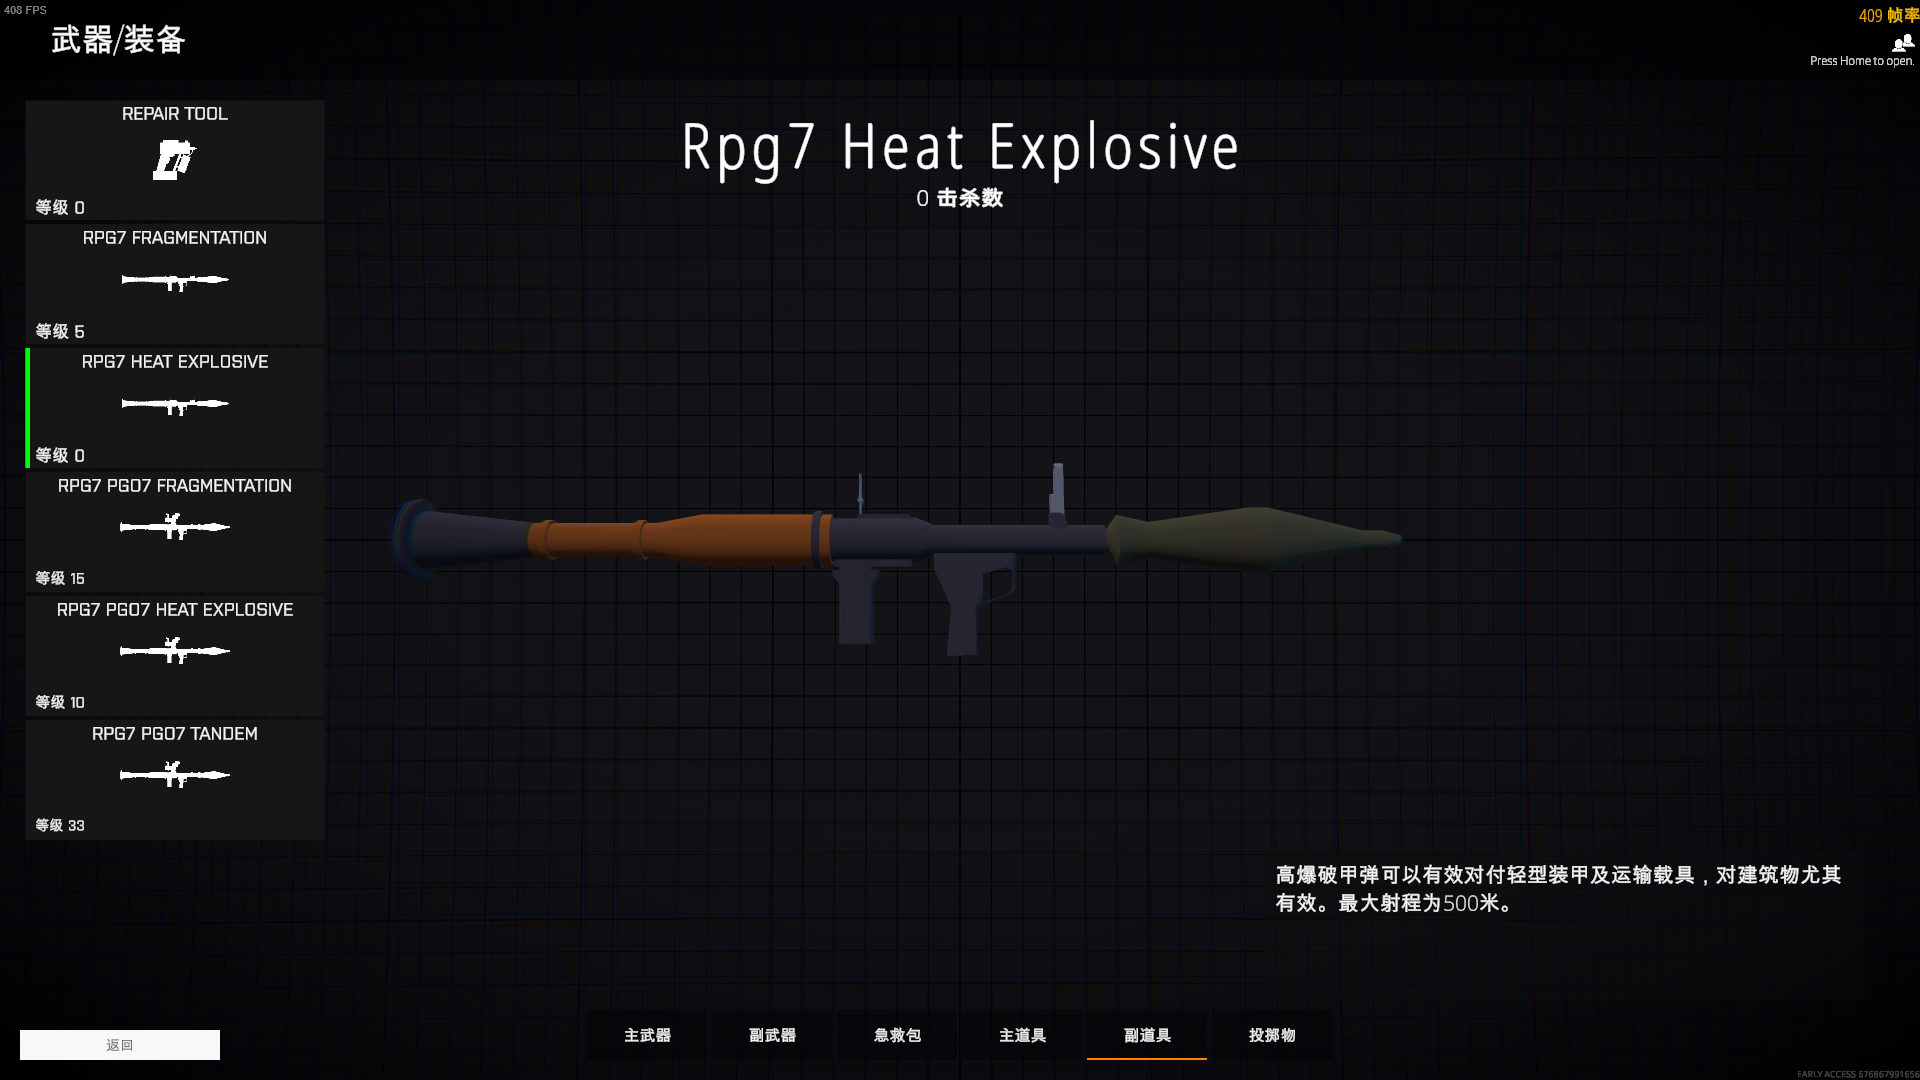 408 FPS
武器/装备
409 帧率
Press Home to open.
REPAIR TOOL
等级 0
RPG7 FRAGMENTATION
等级 5
RPG7 HEAT EXPLOSIVE
等级 0
RPG7 PGO7 FRAGMENTATION
等级 15
RPG7 PGO7 HEAT EXPLOSIVE
等级 10
RPG7 PGO7 TANDEM
等级 33
Rpg7 Heat Explosive
0 击杀数
高爆破甲弹可以有效对付轻型装甲及运输载具，对建筑物尤其
有效。最大射程为500米。
返回
主武器
副武器
急救包
主道具
副道具
投掷物
EARLY ACCESS 676867991656